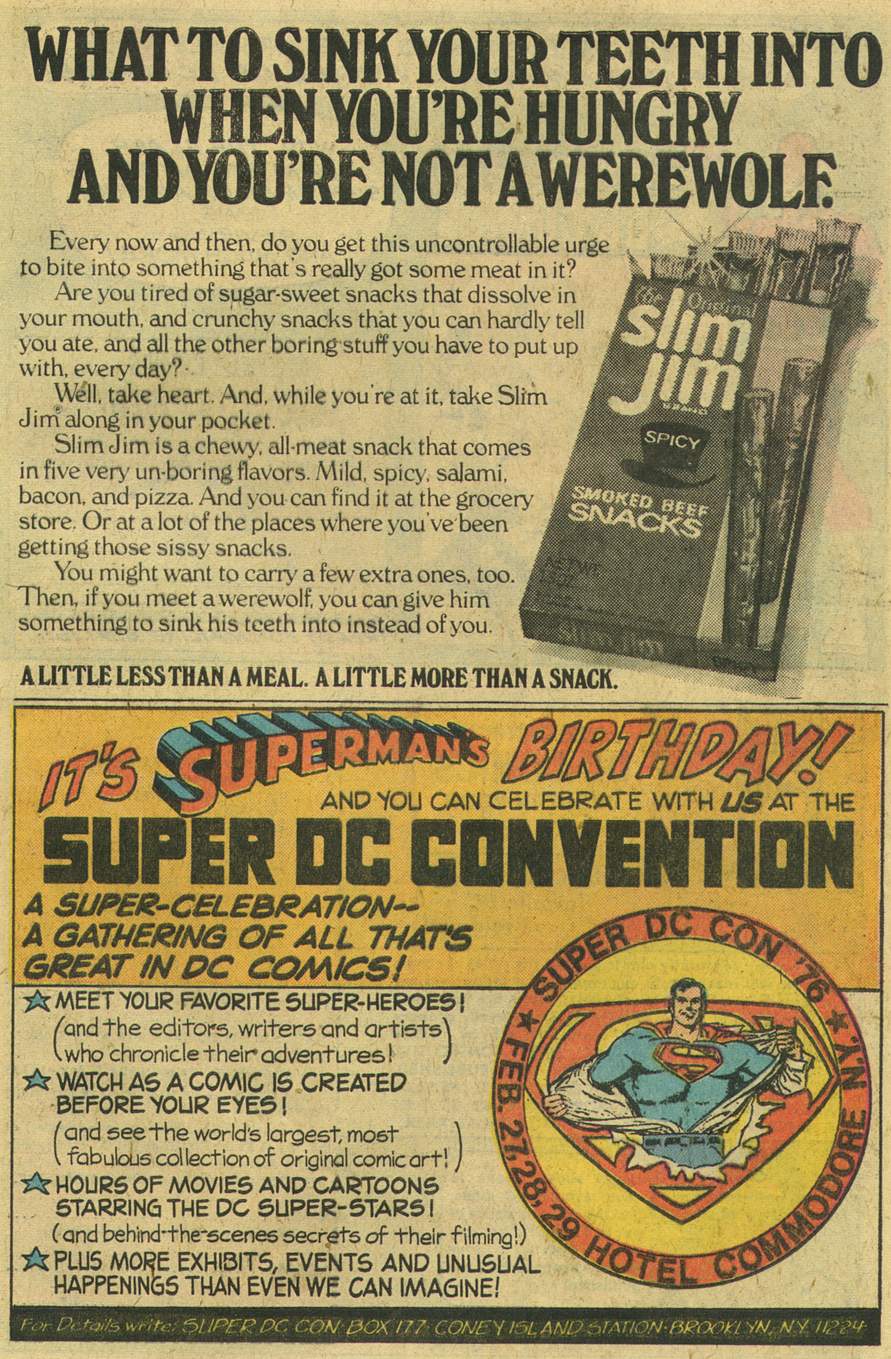 WHAT TO SINK YOUR TEETH INTO
WHEN YOU'RE HUNGRY
AND YOU'RE NOT A WEREWOLF.
Every now and then, do you get this uncontrollable urge
to bite into something that's really got some meat in it?
Are you tired of sugar-sweet snacks that dissolve in
your mouth, and crunchy snacks that you can hardly tell
you ate, and all the other boring stuff you have to put up
with, every day?
Well, take heart. And, while you're at it, take Slim
Jim along in your pocket.
Slim Jim is a chewy, all-meat snack that comes
in five very un-boring flavors. Mild, spicy, salami,
bacon, and pizza. And you can find it at the grocery
store. Or at a lot of the places where you've been
getting those sissy snacks.
You might want to carry a few extra ones, too.
Then, if you meet a werewolf, you can give him
something to sink his teeth into instead of you.
The Original
slim
jim
BRAND
SPICY
SMOKED BEEF
SNACKS
NET WT.
slim jim
A LITTLE LESS THAN A MEAL. A LITTLE MORE THAN A SNACK.
IT'S SUPERMAN'S BIRTHDAY!
AND YOU CAN CELEBRATE WITH US AT THE
SUPER DC CONVENTION
A SUPER-CELEBRATION--
A GATHERING OF ALL THAT'S
GREAT IN DC COMICS!
MEET YOUR FAVORITE SUPER-HEROES!
(and the editors, writers and artists
who chronicle their adventures!)
WATCH AS A COMIC IS CREATED
BEFORE YOUR EYES!
(and see the world's largest, most
fabulous collection of original comic art!)
HOURS OF MOVIES AND CARTOONS
STARRING THE DC SUPER-STARS!
(and behind-the-scenes secrets of their filming!)
PLUS MORE EXHIBITS, EVENTS AND UNUSUAL
HAPPENINGS THAN EVEN WE CAN IMAGINE!
SUPER DC CON '76
FEB. 27, 28, 29 HOTEL COMMODORE N.Y.
S
For Details write: SUPER DC CON·BOX 177·CONEY ISLAND STATION·BROOKLYN, N.Y. 11224